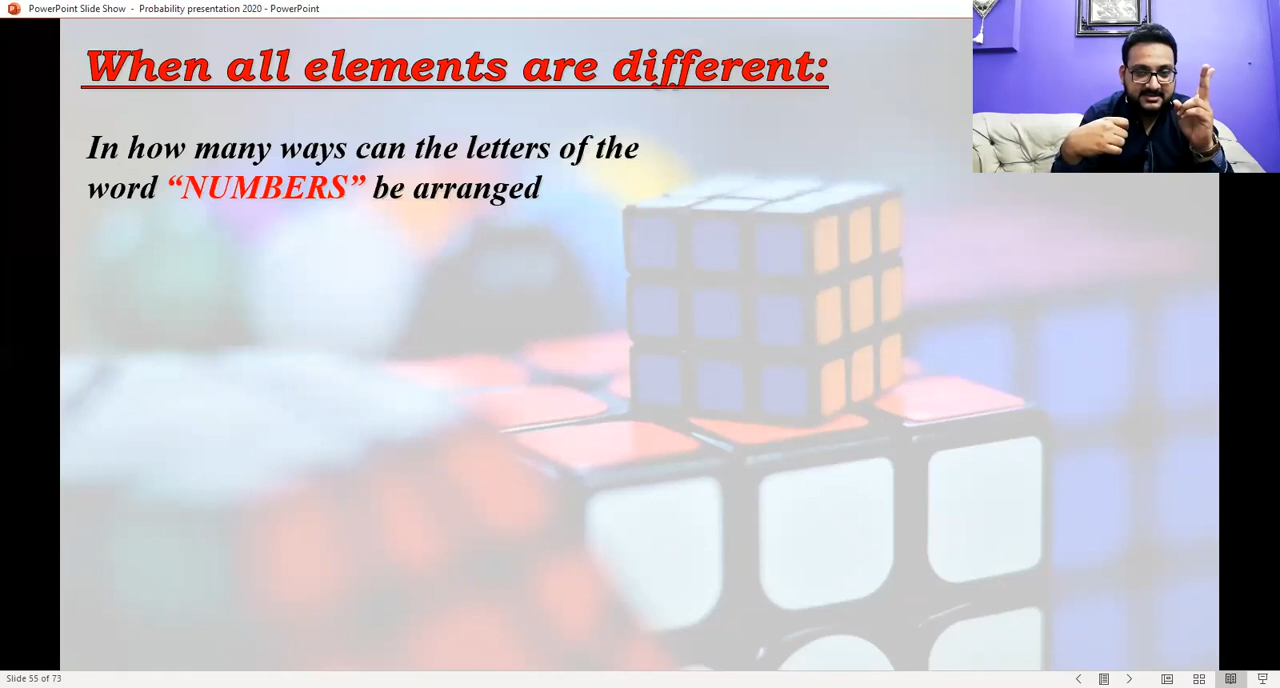 PowerPoint Slide Show - Probability presentation 2020 - PowerPoint
When all elements are different:
In how many ways can the letters of the
word “NUMBERS” be arranged
Slide 55 of 73